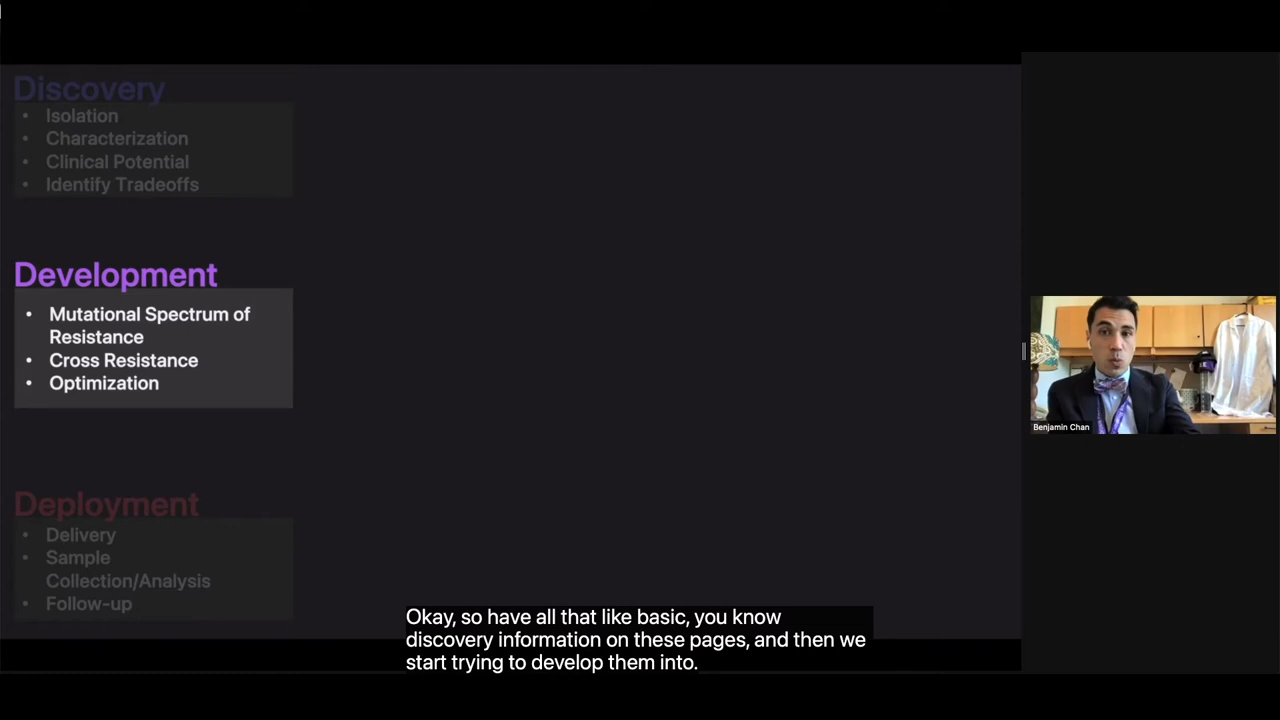 Discovery
• Isolation
• Characterization
• Clinical Potential
• Identify Tradeoffs
Development
• Mutational Spectrum of
Resistance
• Cross Resistance
• Optimization
Deployment
• Delivery
• Sample
Collection/Analysis
• Follow-up
Okay, so have all that like basic, you know
discovery information on these pages, and then we
start trying to develop them into.
Benjamin Chan